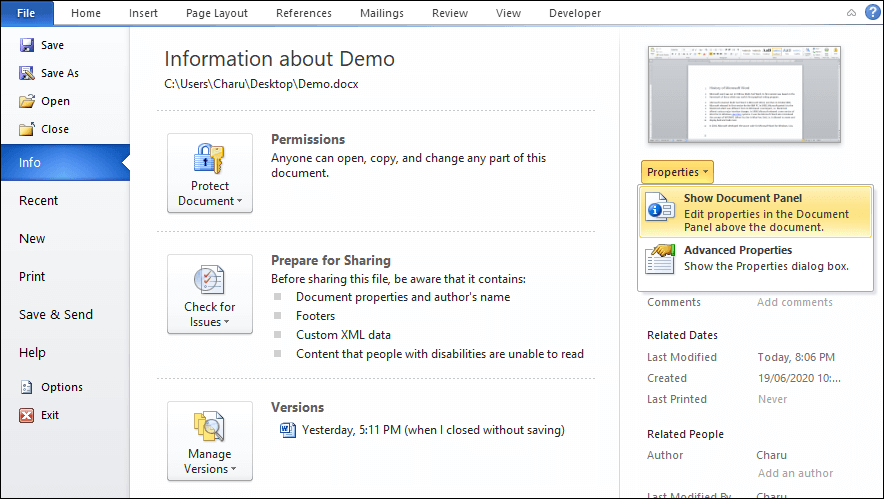 File Home Insert Page Layout References Mailings Review View Developer
Save
Save As
Open
Close
Info
Recent
New
Print
Save & Send
Help
Options
Exit
Information about Demo
C:\Users\Charu\Desktop\Demo.docx
Protect
Document
Permissions
Anyone can open, copy, and change any part of this
document.
Check for
Issues
Prepare for Sharing
Before sharing this file, be aware that it contains:
Document properties and author's name
Footers
Custom XML data
Content that people with disabilities are unable to read
Manage
Versions
Versions
Yesterday, 5:11 PM (when I closed without saving)
Properties
Show Document Panel
Edit properties in the Document
Panel above the document.
Advanced Properties
Show the Properties dialog box.
Comments Add comments
Related Dates
Last Modified Today, 8:06 PM
Created 19/06/2020 10:...
Last Printed Never
Related People
Author Charu
Add an author
Last Modified By Charu